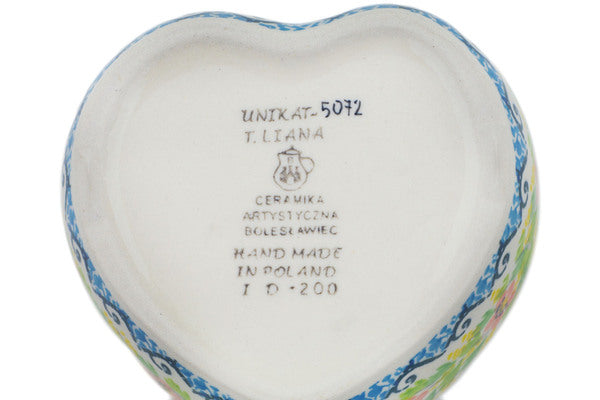 UNIKAT-5072
T. LIANA
CERAMIKA
ARTYSTYCZNA
BOLESŁAWIEC
HAND MADE
IN POLAND
I D-200